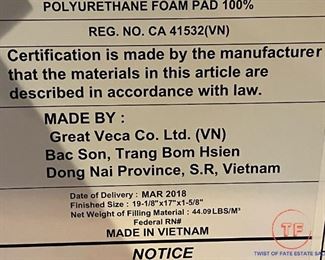 POLYURETHANE FOAM PAD 100%
REG. NO. CA 41532(VN)
Certification is made by the manufacturer
that the materials in this article are
described in accordance with law.
MADE BY :
Great Veca Co. Ltd. (VN)
Bac Son, Trang Bom Hsien
Dong Nai Province, S.R, Vietnam
Date of Delivery : MAR 2018
Finished Size : 19-1/8"x17"x1-5/8"
Net Weight of Filling Material : 44.09LBS/M³
Federal RN#
MADE IN VIETNAM
NOTICE
TF
TWIST OF FATE ESTATE SA